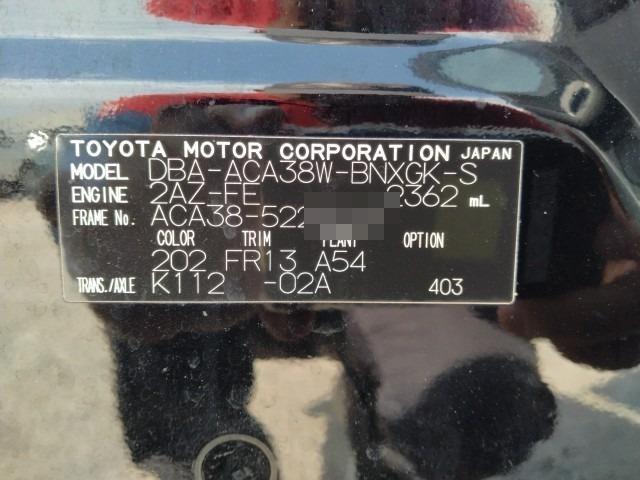 TOYOTA MOTOR CORPORATION JAPAN
MODEL DBA-ACA38W-BNXGK-S
ENGINE 2AZ-FE 2362 mL
FRAME No. ACA38-522
COLOR TRIM PLANT OPTION
202 FR13 A54
TRANS./AXLE K112 -02A 403